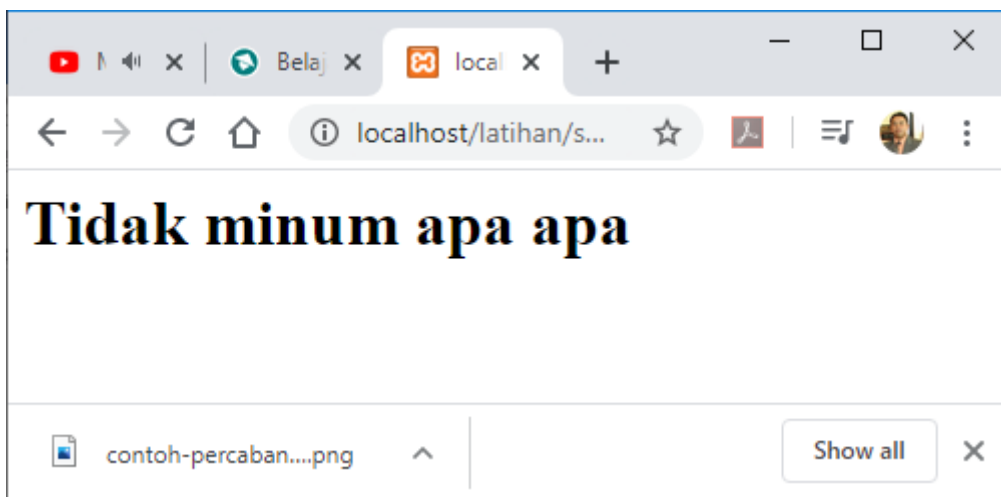 Belaj
local
localhost/latihan/s...
Tidak minum apa apa
contoh-percaban....png
Show all